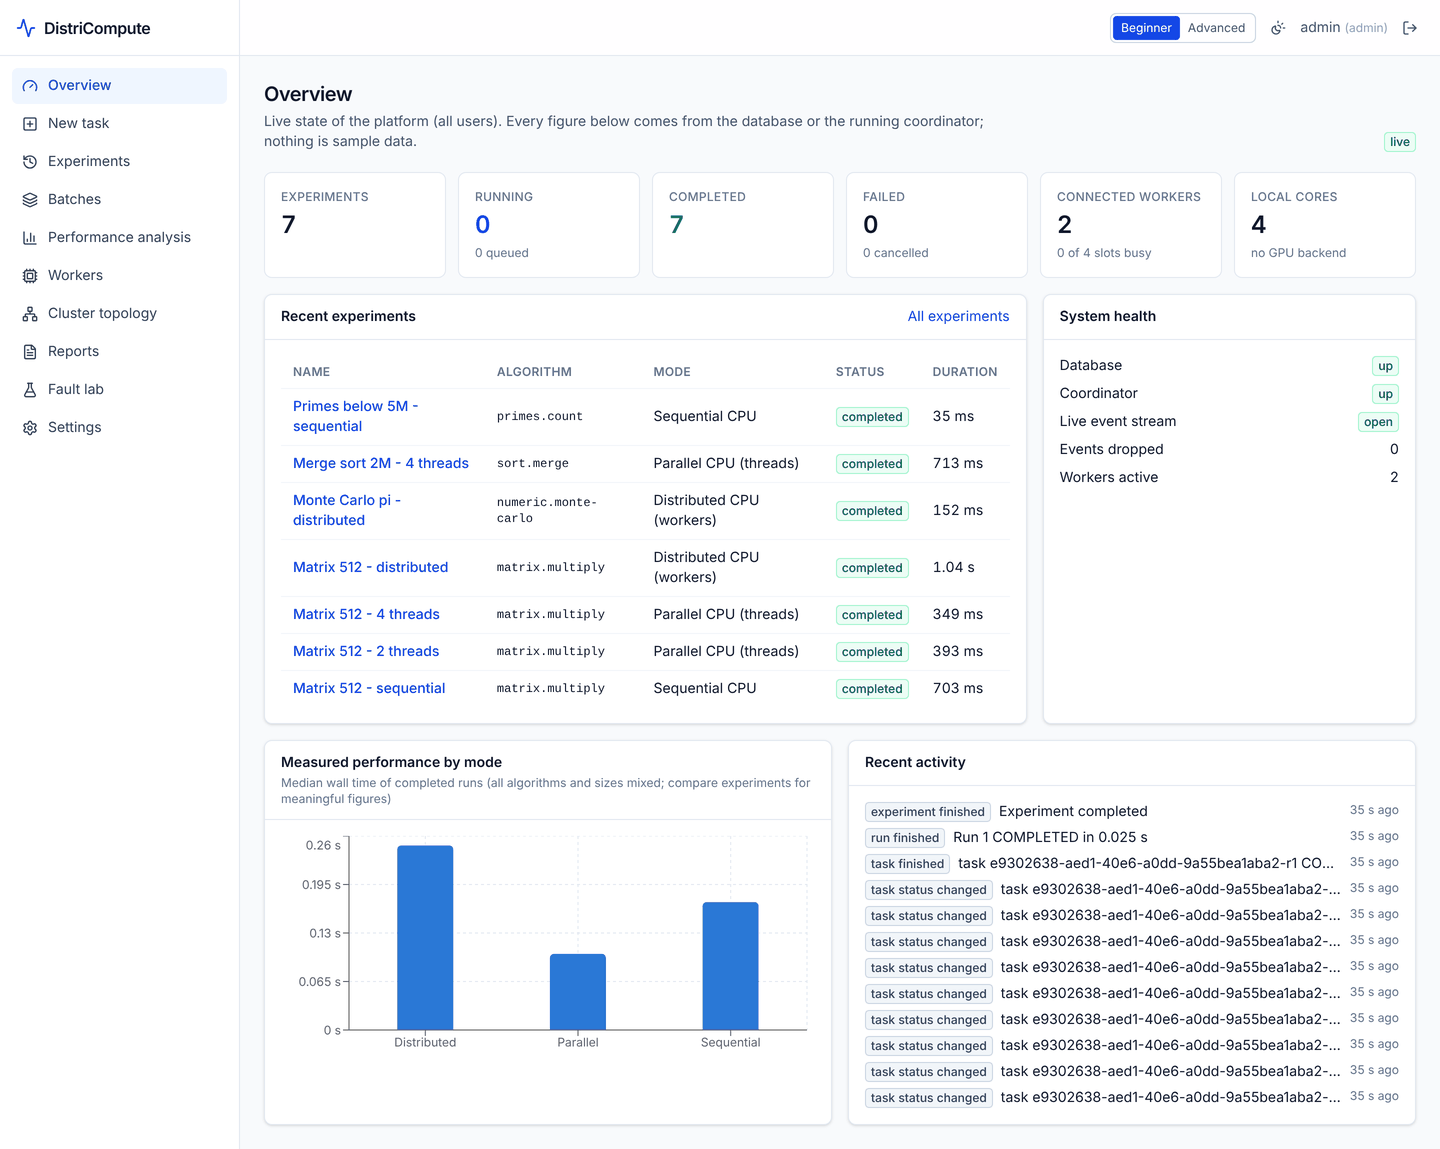 DistriCompute
Beginner Advanced admin (admin)
Overview
New task
Experiments
Batches
Performance analysis
Workers
Cluster topology
Reports
Fault lab
Settings
Overview
Live state of the platform (all users). Every figure below comes from the database or the running coordinator;
nothing is sample data.
live
EXPERIMENTS
7
RUNNING
0
0 queued
COMPLETED
7
FAILED
0
0 cancelled
CONNECTED WORKERS
2
0 of 4 slots busy
LOCAL CORES
4
no GPU backend
Recent experiments All experiments
NAME ALGORITHM MODE STATUS DURATION
Primes below 5M -
sequential
primes.count Sequential CPU completed 35 ms
Merge sort 2M - 4 threads sort.merge Parallel CPU (threads) completed 713 ms
Monte Carlo pi -
distributed
numeric.monte-
carlo
Distributed CPU
(workers)
completed 152 ms
Matrix 512 - distributed matrix.multiply
Distributed CPU
(workers)
completed 1.04 s
Matrix 512 - 4 threads matrix.multiply Parallel CPU (threads) completed 349 ms
Matrix 512 - 2 threads matrix.multiply Parallel CPU (threads) completed 393 ms
Matrix 512 - sequential matrix.multiply Sequential CPU completed 703 ms
System health
Database up
Coordinator up
Live event stream open
Events dropped 0
Workers active 2
Measured performance by mode
Median wall time of completed runs (all algorithms and sizes mixed; compare experiments for
meaningful figures)
0.26 s
0.195 s
0.13 s
0.065 s
0 s
Distributed Parallel Sequential
Recent activity
experiment finished Experiment completed 35 s ago
run finished Run 1 COMPLETED in 0.025 s 35 s ago
task finished task e9302638-aed1-40e6-a0dd-9a55bea1aba2-r1 CO... 35 s ago
task status changed task e9302638-aed1-40e6-a0dd-9a55bea1aba2-... 35 s ago
task status changed task e9302638-aed1-40e6-a0dd-9a55bea1aba2-... 35 s ago
task status changed task e9302638-aed1-40e6-a0dd-9a55bea1aba2-... 35 s ago
task status changed task e9302638-aed1-40e6-a0dd-9a55bea1aba2-... 35 s ago
task status changed task e9302638-aed1-40e6-a0dd-9a55bea1aba2-... 35 s ago
task status changed task e9302638-aed1-40e6-a0dd-9a55bea1aba2-... 35 s ago
task status changed task e9302638-aed1-40e6-a0dd-9a55bea1aba2-... 35 s ago
task status changed task e9302638-aed1-40e6-a0dd-9a55bea1aba2-... 35 s ago
task status changed task e9302638-aed1-40e6-a0dd-9a55bea1aba2-... 35 s ago